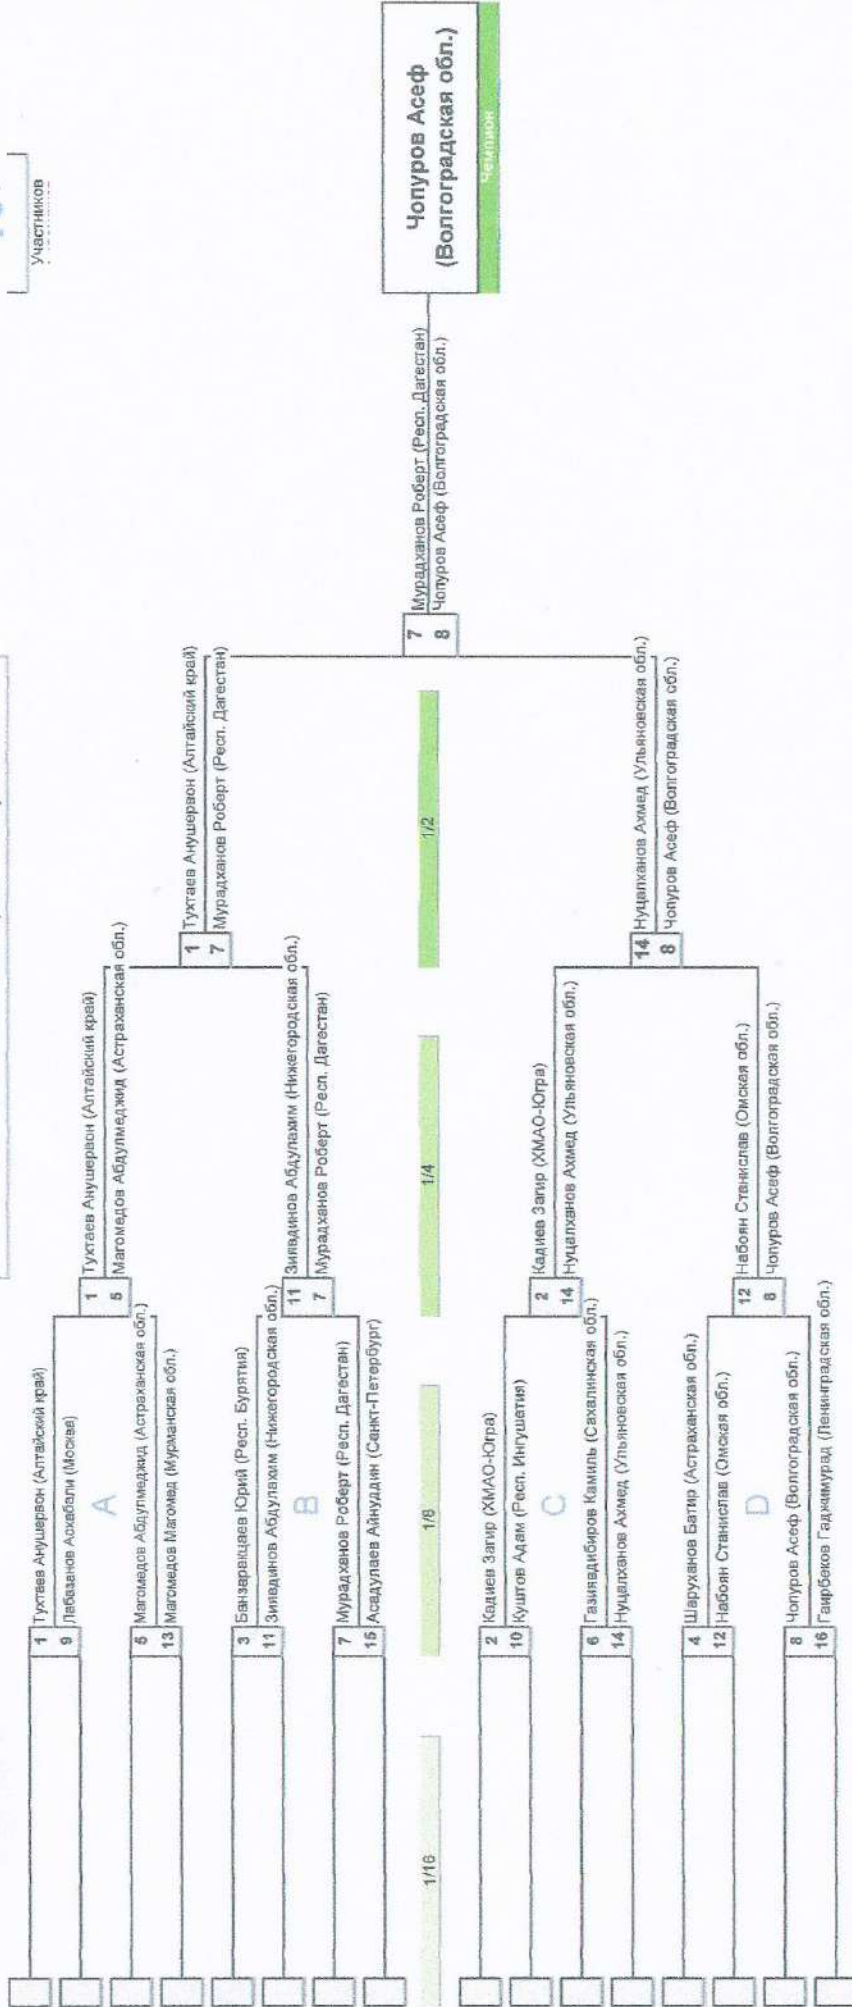 Участников
1 Тухтаев Анушервон (Алтайский край)
9 Лабазанов Асхабали (Москва)
A
5 Магомедов Абдулмеджид (Астраханская обл.)
13 Магомедов Магомед (Мурманская обл.)
3 Банзаракцаев Юрий (Респ. Бурятия)
11 Зиявдинов Абдулахим (Нижегородская обл.)
B
7 Мурадханов Роберт (Респ. Дагестан)
15 Асадулаев Айнуддин (Санкт-Петербург)
2 Кадиев Загир (ХМАО-Югра)
10 Куштов Адам (Респ. Ингушетия)
C
6 Газиявдибиров Камиль (Сахалинская обл.)
14 Нуцалханов Ахмед (Ульяновская обл.)
4 Шаруханов Батир (Астраханская обл.)
12 Набоян Станислав (Омская обл.)
D
8 Чопуров Асеф (Волгоградская обл.)
16 Гаирбеков Гаджимурад (Ленинградская обл.)
1 Тухтаев Анушервон (Алтайский край)
5 Магомедов Абдулмеджид (Астраханская обл.)
11 Зиявдинов Абдулахим (Нижегородская обл.)
7 Мурадханов Роберт (Респ. Дагестан)
2 Кадиев Загир (ХМАО-Югра)
14 Нуцалханов Ахмед (Ульяновская обл.)
12 Набоян Станислав (Омская обл.)
8 Чопуров Асеф (Волгоградская обл.)
1 Тухтаев Анушервон (Алтайский край)
7 Мурадханов Роберт (Респ. Дагестан)
14 Нуцалханов Ахмед (Ульяновская обл.)
8 Чопуров Асеф (Волгоградская обл.)
7 Мурадханов Роберт (Респ. Дагестан)
8 Чопуров Асеф (Волгоградская обл.)
Чопуров Асеф
(Волгоградская обл.)
Чемпион
1/16
1/8
1/4
1/2